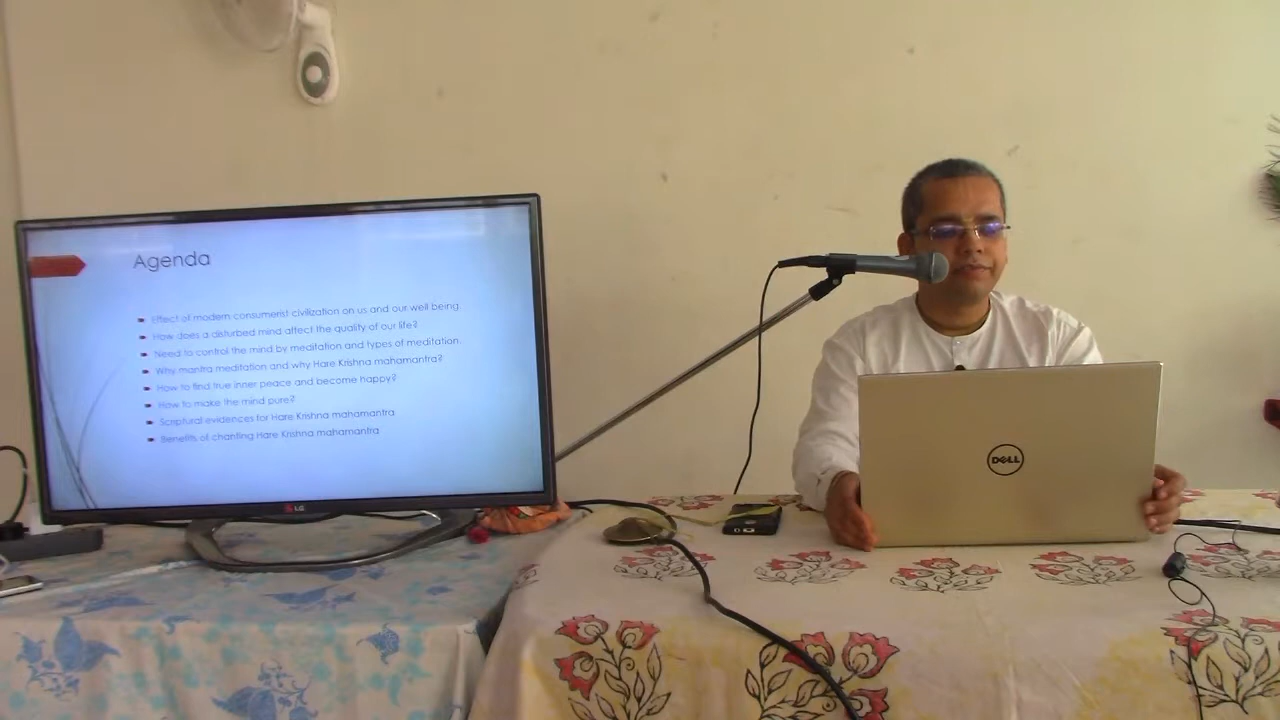 Agenda
Effect of modern consumerist civilization on us and our well being.
How does a disturbed mind affect the quality of our life?
Need to control the mind by meditation and types of meditation.
Why mantra meditation and why Hare Krishna mahamantra?
How to find true inner peace and become happy?
How to make the mind pure?
Scriptural evidences for Hare Krishna mahamantra
Benefits of chanting Hare Krishna mahamantra
LG
DELL